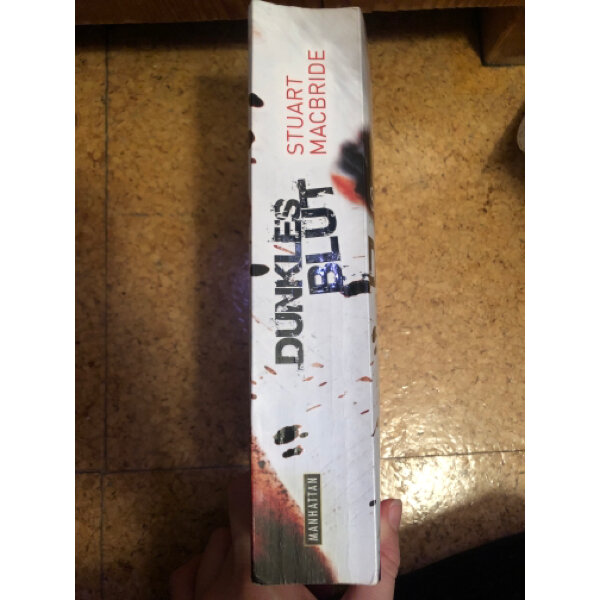 STUART
MACBRIDE
DUNKLES
BLUT
MANHATTAN